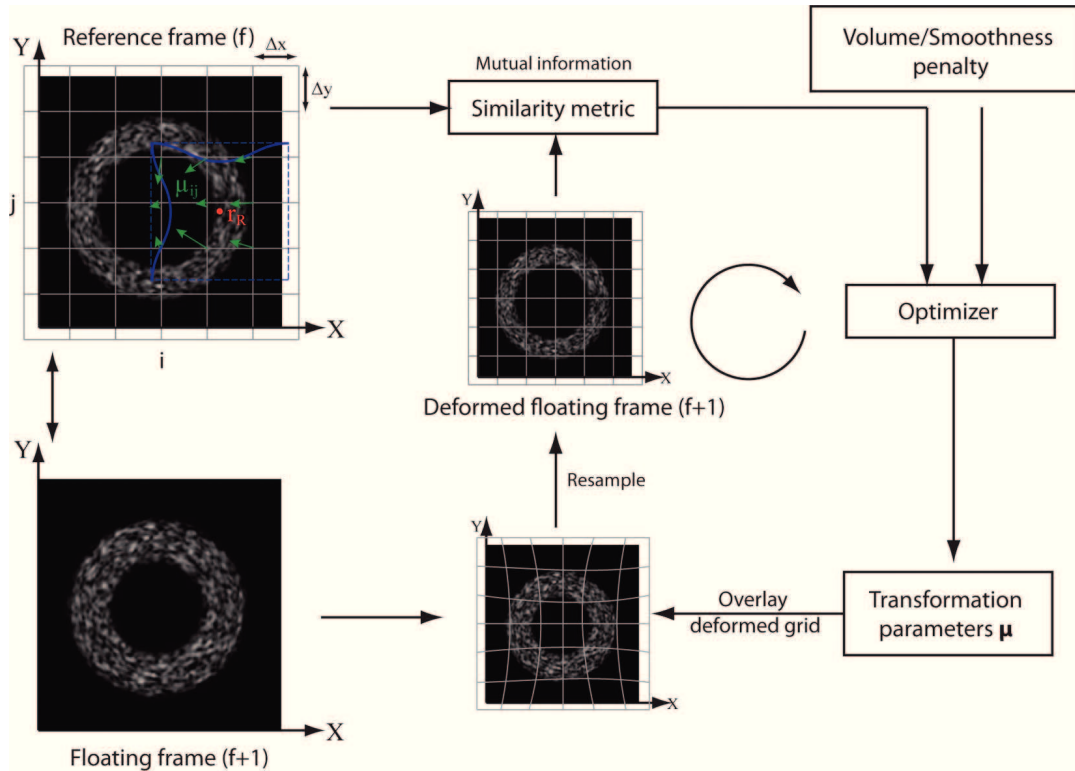 Reference frame (f)
Y
Δx
Δy
μij
rR
j
X
i
Mutual information
Similarity metric
Volume/Smoothness
penalty
Optimizer
X
Deformed floating frame (f+1)
Y
Resample
Y
X
Floating frame (f+1)
Y
X
Overlay
deformed grid
Transformation
parameters μ